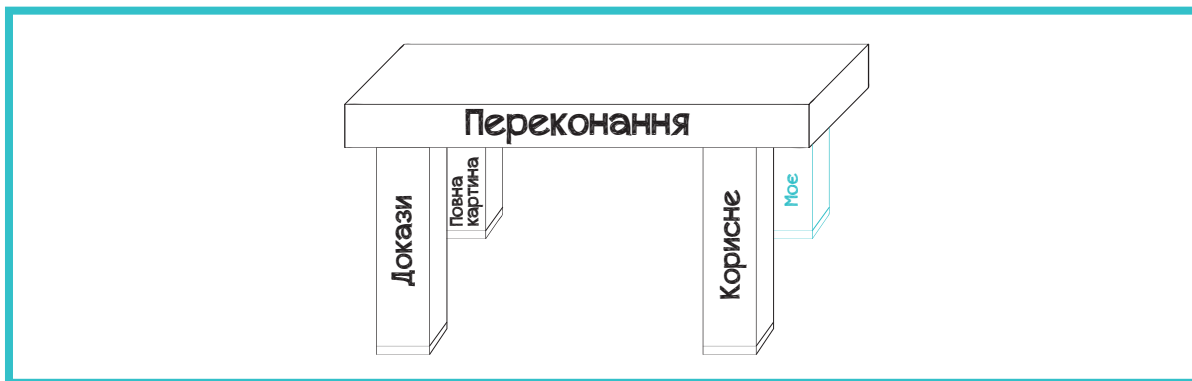 Переконання
Докази
Повна
картина
Корисне
Моє